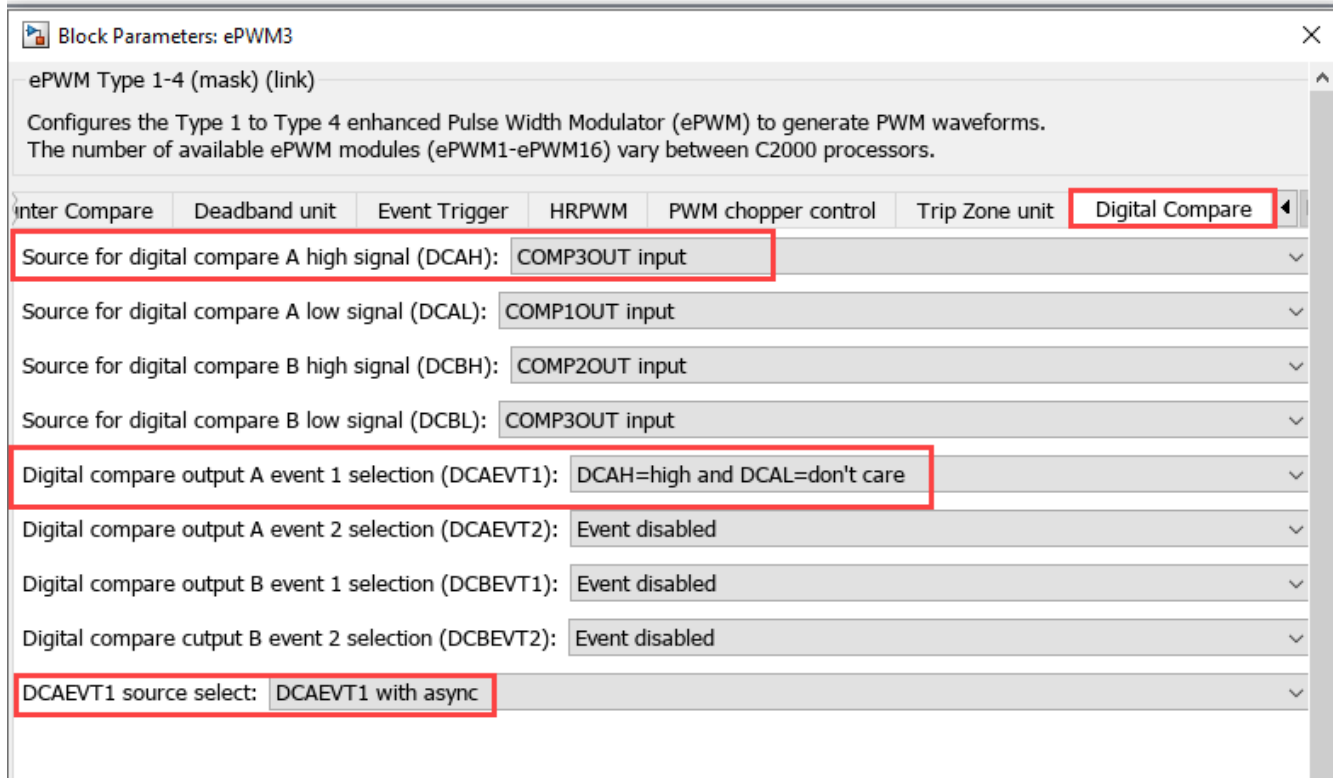 Block Parameters: ePWM3
ePWM Type 1-4 (mask) (link)
Configures the Type 1 to Type 4 enhanced Pulse Width Modulator (ePWM) to generate PWM waveforms.
The number of available ePWM modules (ePWM1-ePWM16) vary between C2000 processors.
inter Compare Deadband unit Event Trigger HRPWM PWM chopper control Trip Zone unit Digital Compare
Source for digital compare A high signal (DCAH): COMP3OUT input
Source for digital compare A low signal (DCAL): COMP1OUT input
Source for digital compare B high signal (DCBH): COMP2OUT input
Source for digital compare B low signal (DCBL): COMP3OUT input
Digital compare output A event 1 selection (DCAEVT1): DCAH=high and DCAL=don't care
Digital compare output A event 2 selection (DCAEVT2): Event disabled
Digital compare output B event 1 selection (DCBEVT1): Event disabled
Digital compare cutput B event 2 selection (DCBEVT2): Event disabled
DCAEVT1 source select: DCAEVT1 with async